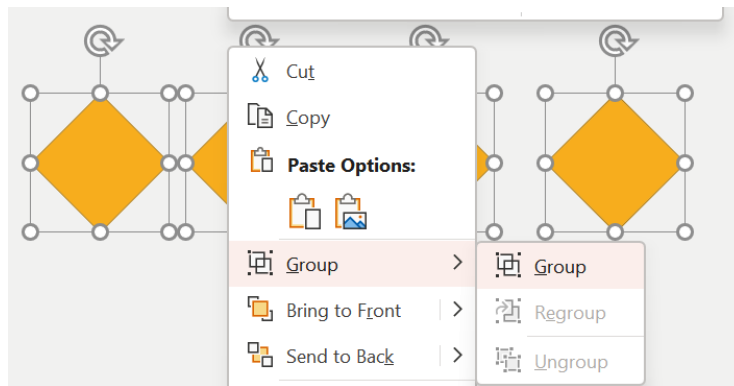 Cut
Copy
Paste Options:
Group
Group
Bring to Front
Regroup
Send to Back
Ungroup